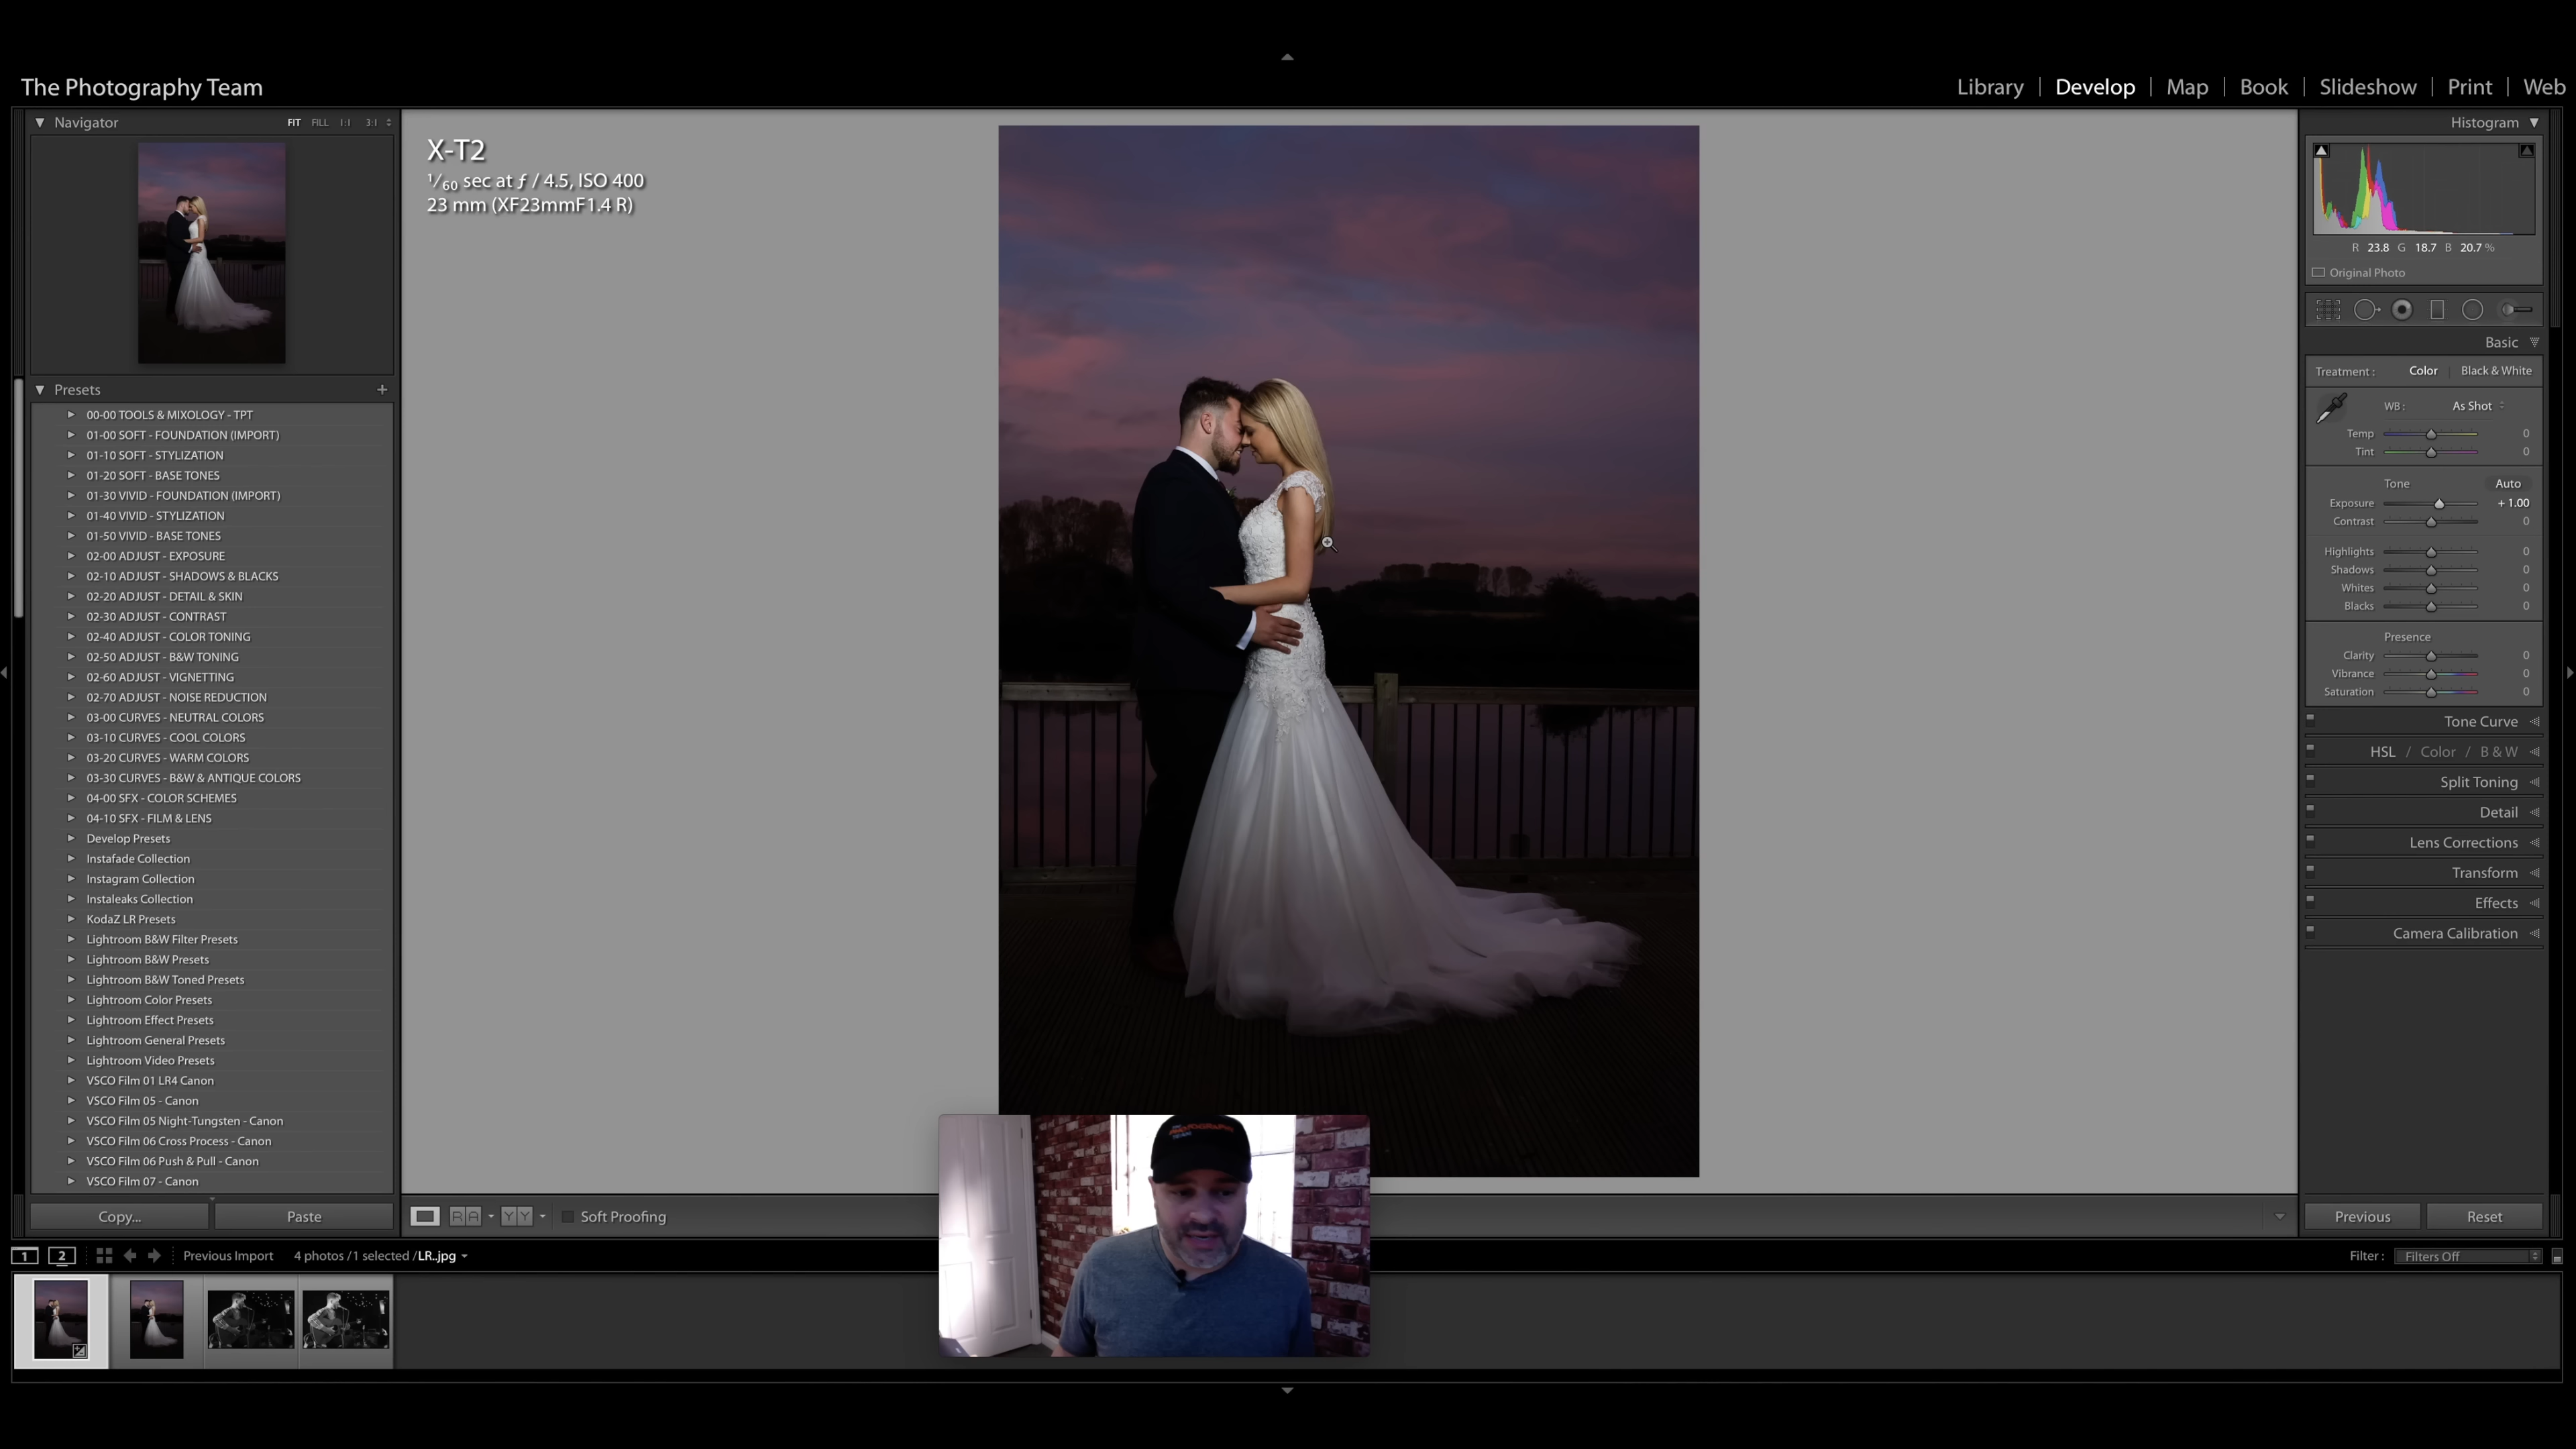 The Photography Team
Library | Develop | Map | Book | Slideshow | Print | Web
Navigator FIT FILL 1:1 3:1
Presets +
00-00 TOOLS & MIXOLOGY - TPT
01-00 SOFT - FOUNDATION (IMPORT)
01-10 SOFT - STYLIZATION
01-20 SOFT - BASE TONES
01-30 VIVID - FOUNDATION (IMPORT)
01-40 VIVID - STYLIZATION
01-50 VIVID - BASE TONES
02-00 ADJUST - EXPOSURE
02-10 ADJUST - SHADOWS & BLACKS
02-20 ADJUST - DETAIL & SKIN
02-30 ADJUST - CONTRAST
02-40 ADJUST - COLOR TONING
02-50 ADJUST - B&W TONING
02-60 ADJUST - VIGNETTING
02-70 ADJUST - NOISE REDUCTION
03-00 CURVES - NEUTRAL COLORS
03-10 CURVES - COOL COLORS
03-20 CURVES - WARM COLORS
03-30 CURVES - B&W & ANTIQUE COLORS
04-00 SFX - COLOR SCHEMES
04-10 SFX - FILM & LENS
Develop Presets
Instafade Collection
Instagram Collection
Instaleaks Collection
KodaZ LR Presets
Lightroom B&W Filter Presets
Lightroom B&W Presets
Lightroom B&W Toned Presets
Lightroom Color Presets
Lightroom Effect Presets
Lightroom General Presets
Lightroom Video Presets
VSCO Film 01 LR4 Canon
VSCO Film 05 - Canon
VSCO Film 05 Night-Tungsten - Canon
VSCO Film 06 Cross Process - Canon
VSCO Film 06 Push & Pull - Canon
VSCO Film 07 - Canon
Copy... Paste
X-T2
1/60 sec at ƒ / 4.5, ISO 400
23 mm (XF23mmF1.4 R)
PHOTOGRAPHY
TEAM
RA YY Soft Proofing
Histogram
R 23.8 G 18.7 B 20.7 %
Original Photo
Basic
Treatment : Color Black & White
WB : As Shot
Temp 0
Tint 0
Tone Auto
Exposure + 1.00
Contrast 0
Highlights 0
Shadows 0
Whites 0
Blacks 0
Presence
Clarity 0
Vibrance 0
Saturation 0
Tone Curve
HSL / Color / B & W
Split Toning
Detail
Lens Corrections
Transform
Effects
Camera Calibration
Previous Reset
1 2 Previous Import 4 photos / 1 selected / LR..jpg
Filter : Filters Off